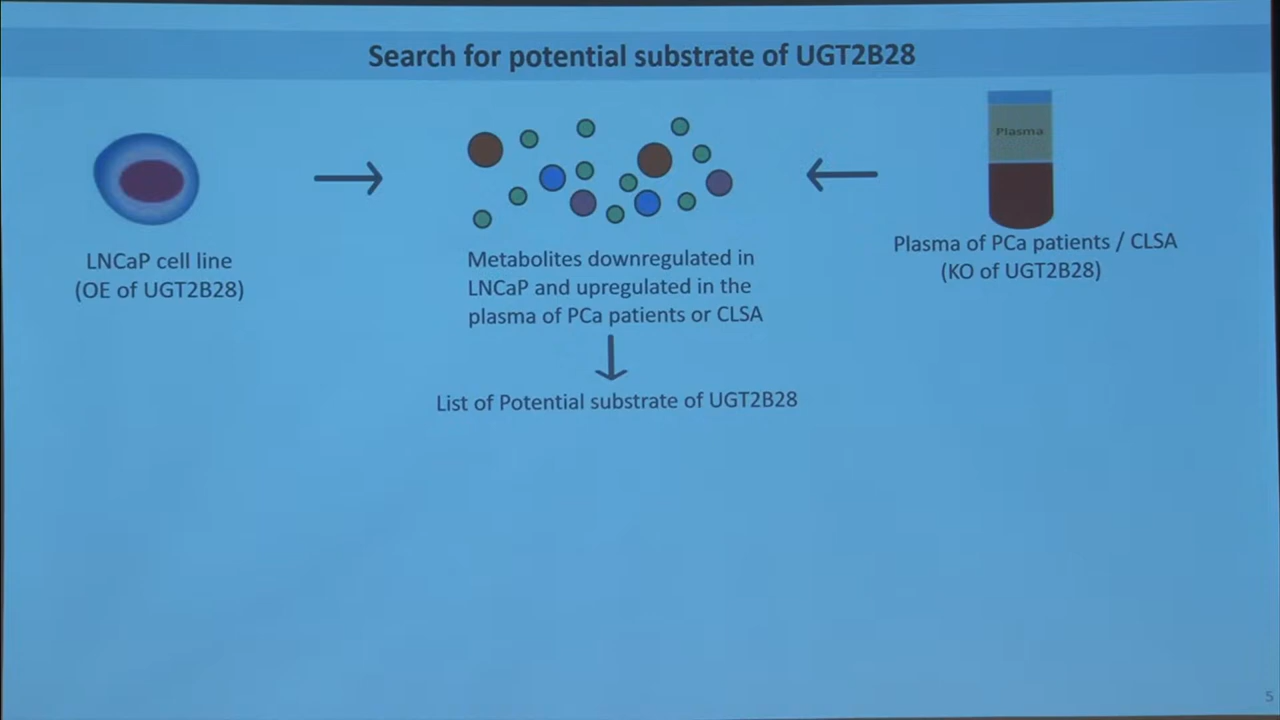 Search for potential substrate of UGT2B28
Plasma
LNCaP cell line
(OE of UGT2B28)
Metabolites downregulated in
LNCaP and upregulated in the
plasma of PCa patients or CLSA
Plasma of PCa patients / CLSA
(KO of UGT2B28)
List of Potential substrate of UGT2B28
5